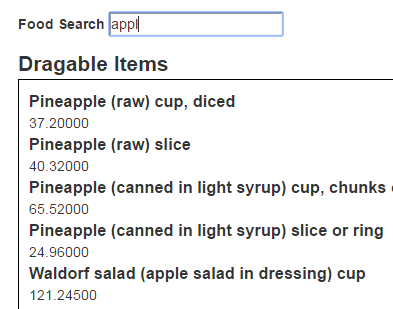 Food Search appl
Dragable Items
Pineapple (raw) cup, diced
37.20000
Pineapple (raw) slice
40.32000
Pineapple (canned in light syrup) cup, chunks
65.52000
Pineapple (canned in light syrup) slice or ring
24.96000
Waldorf salad (apple salad in dressing) cup
121.24500